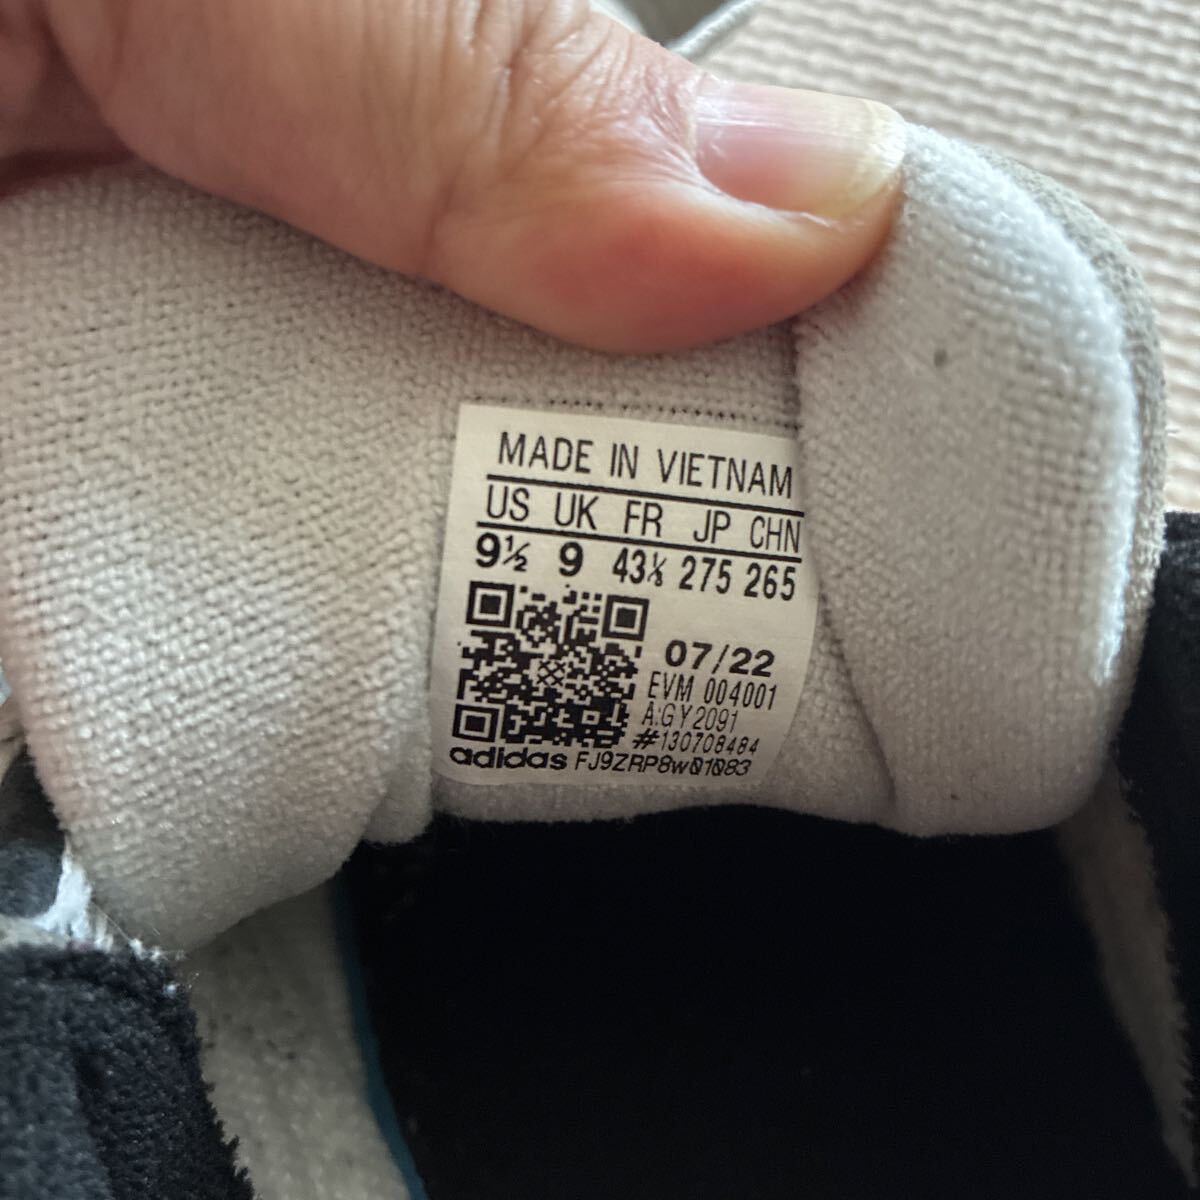 MADE IN VIETNAM
US UK FR JP CHN
9½ 9 43⅓ 275 265
07/22
EVM 004001
A:GY2091
#130708484
adidas FJ9ZRP8w01083